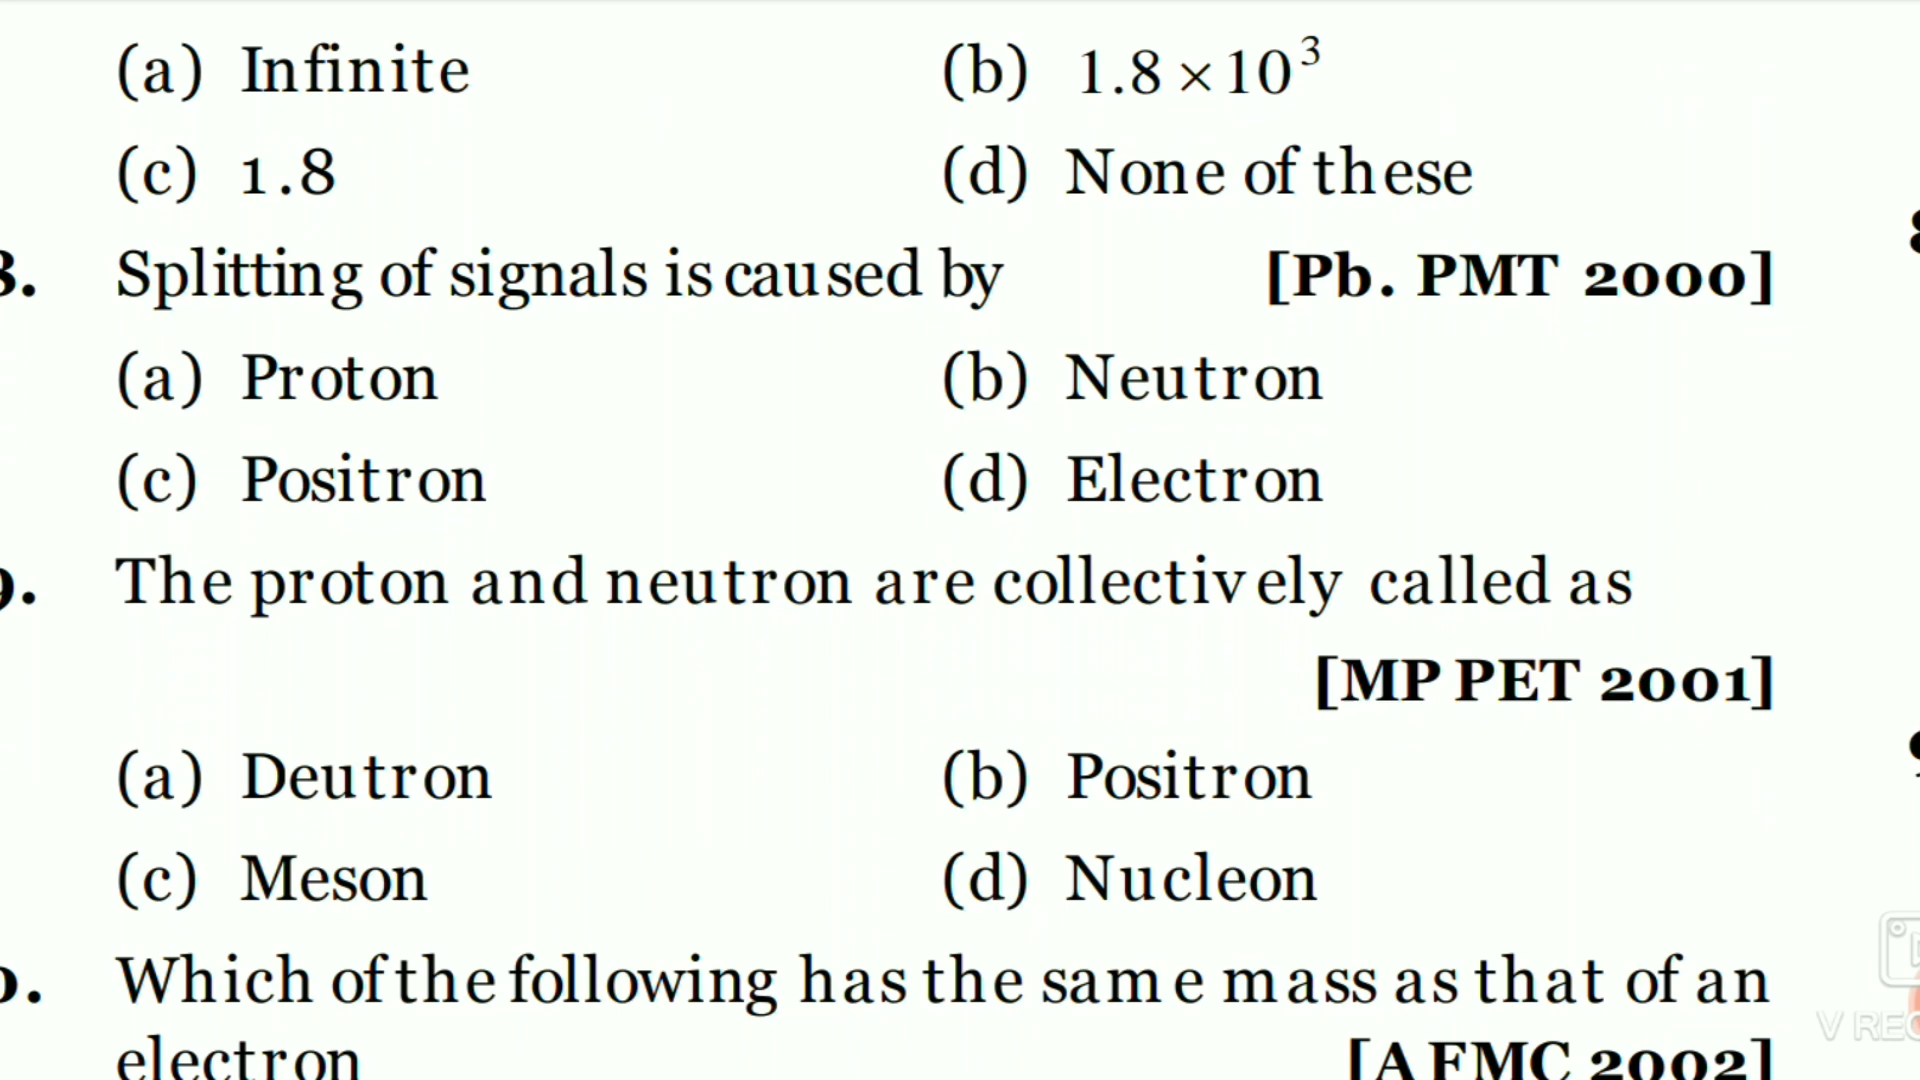 (a) Infinite (b) 1.8 × 10³
(c) 1.8 (d) None of these
Splitting of signals is caused by [Pb. PMT 2000]
(a) Proton (b) Neutron
(c) Positron (d) Electron
9. The proton and neutron are collectively called as
[MP PET 2001]
(a) Deutron (b) Positron
(c) Meson (d) Nucleon
Which of the following has the same mass as that of an
electron [AFMC 2002]